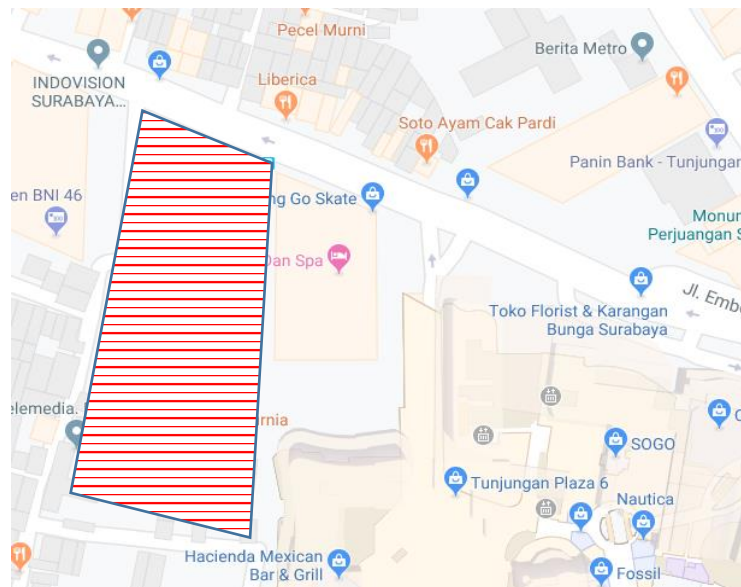 Pecel Murni
Berita Metro
INDOVISION
SURABAYA...
Liberica
Soto Ayam Cak Pardi
Panin Bank - Tunjungan
en BNI 46
ng Go Skate
Monum
Perjuangan S
Dan Spa
Jl. Emb
Toko Florist & Karangan
Bunga Surabaya
elemedia.
rnia
SOGO
Tunjungan Plaza 6
Nautica
Hacienda Mexican
Bar & Grill
Fossil